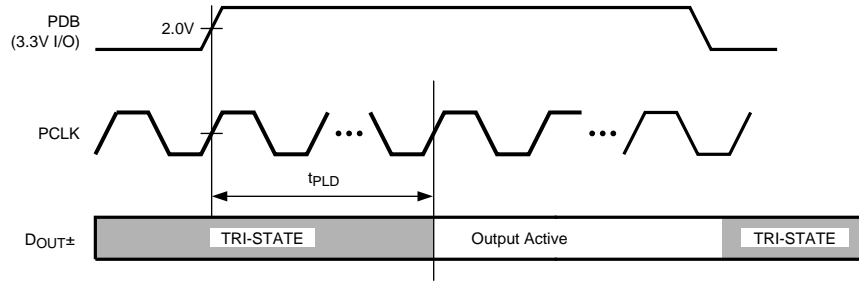 PDB
(3.3V I/O)
2.0V
PCLK
tPLD
DOUT±
TRI-STATE
Output Active
TRI-STATE